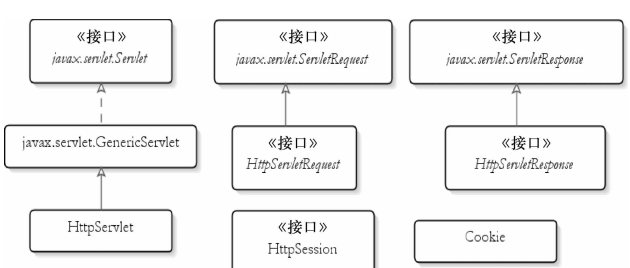 《接口》
javax.servlet.Servlet
《接口》
javax.servlet.ServletRequest
《接口》
javax.servlet.ServletResponse
javax.servlet.GenericServlet
《接口》
HttpServletRequest
《接口》
HttpServletResponse
HttpServlet
《接口》
HttpSession
Cookie